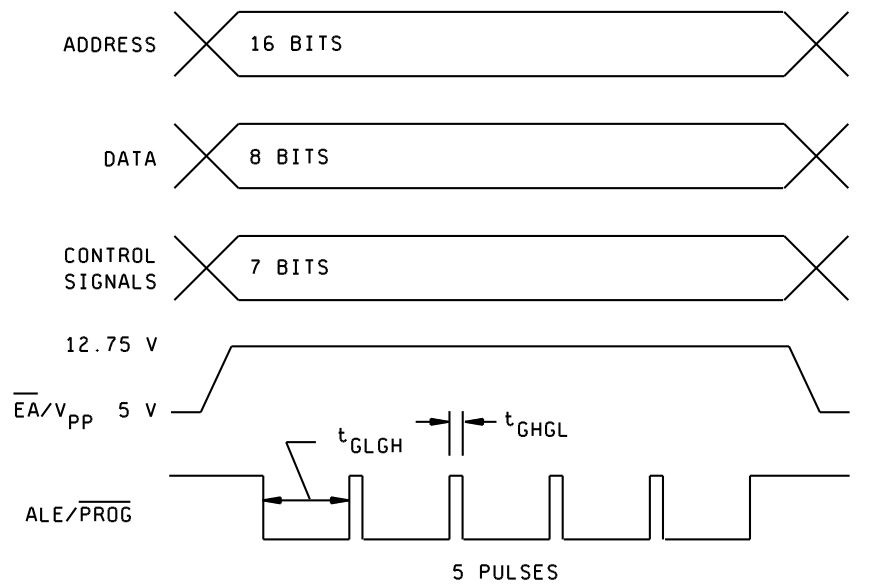 ADDRESS 16 BITS
DATA 8 BITS
CONTROL
SIGNALS
7 BITS
12.75 V
EA/VPP 5 V
tGLGH
tGHGL
ALE/PROG
5 PULSES